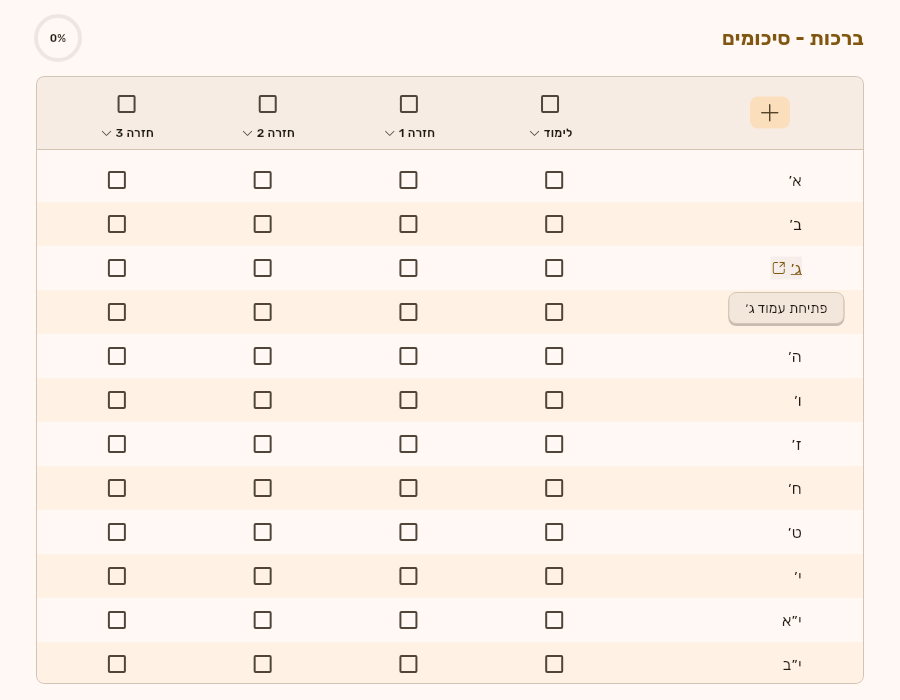 ברכות - סיכומים
0%
לימוד
חזרה 1
חזרה 2
חזרה 3
א׳
ב׳
ג׳
פתיחת עמוד ג׳
ה׳
ו׳
ז׳
ח׳
ט׳
י׳
י״א
י״ב